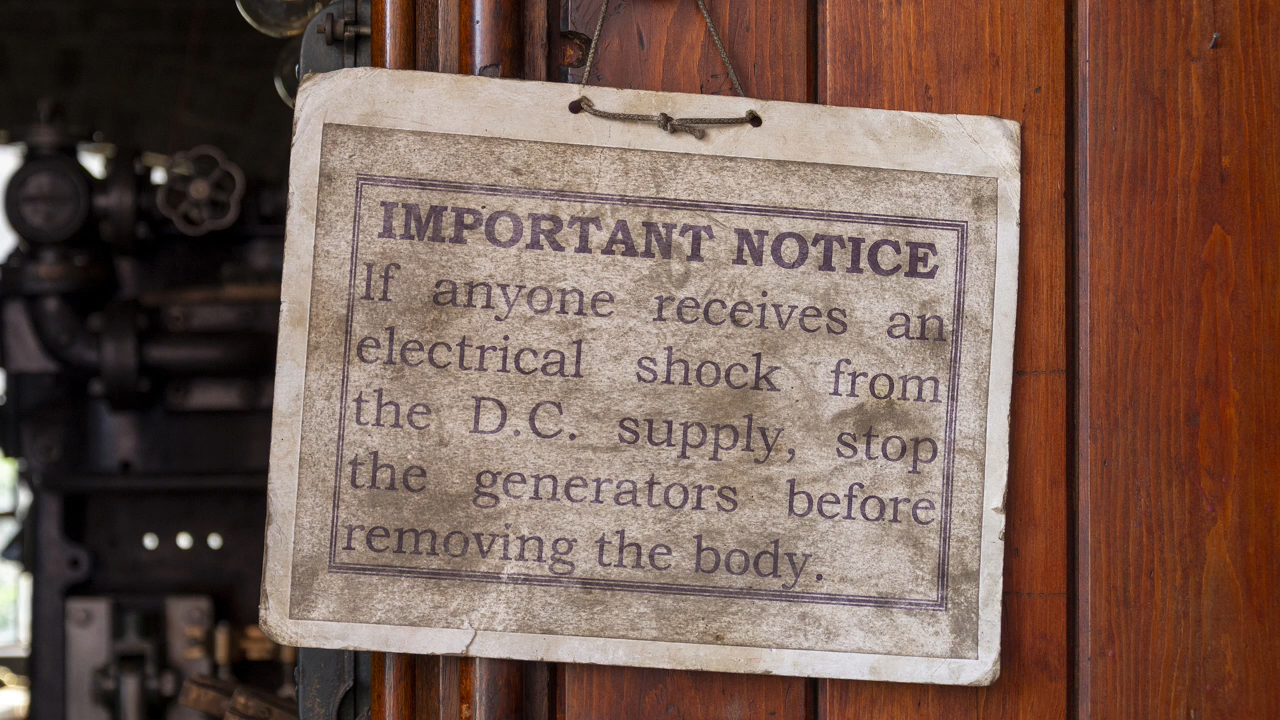 IMPORTANT NOTICE
If anyone receives an
electrical shock from
the D.C. supply, stop
the generators before
removing the body.